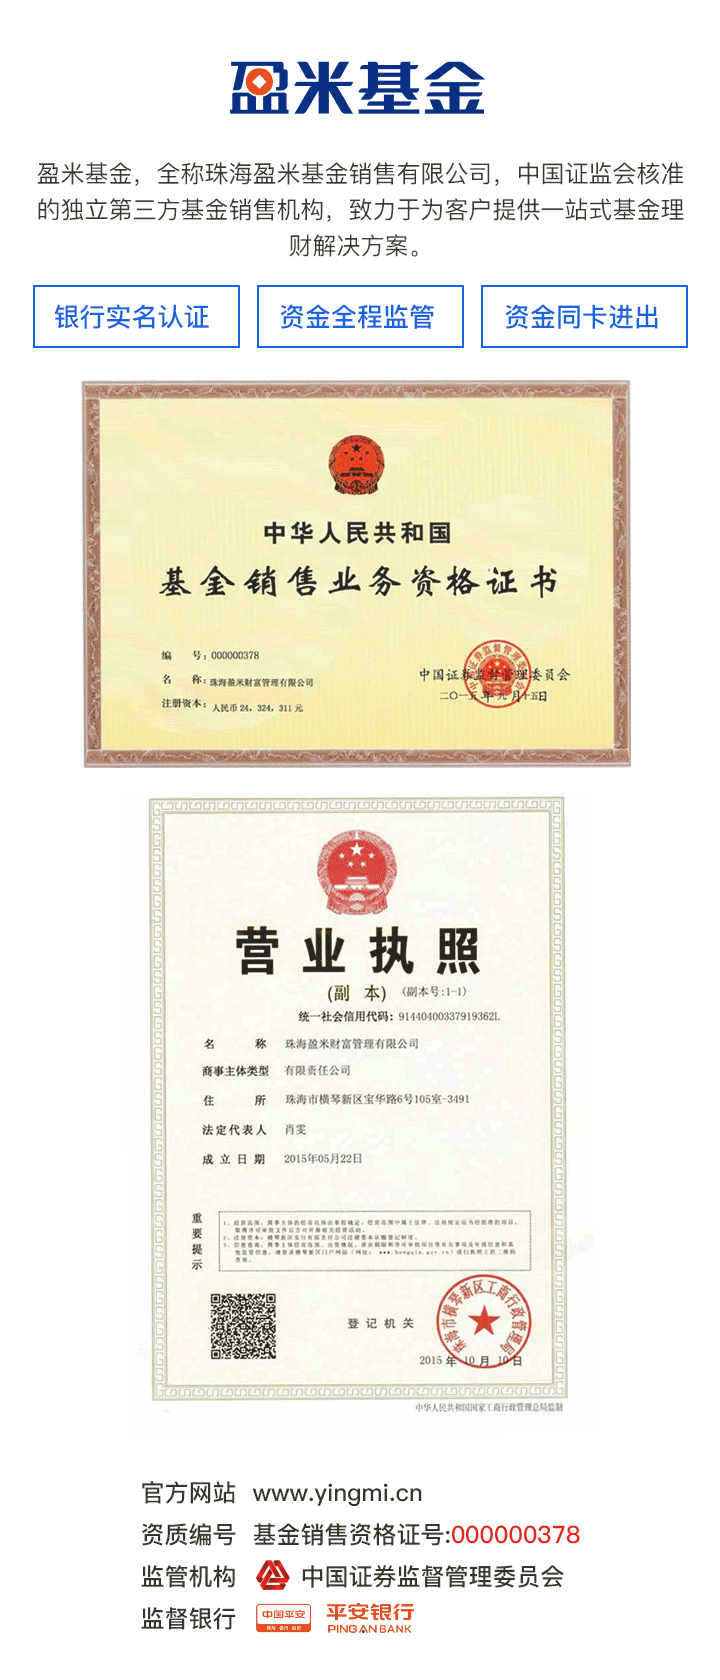 盈米基金
盈米基金，全称珠海盈米基金销售有限公司，中国证监会核准
的独立第三方基金销售机构，致力于为客户提供一站式基金理
财解决方案。
银行实名认证 资金全程监管 资金同卡进出
中华人民共和国
基金销售业务资格证书
编 号：000000378
名 称：珠海盈米财富管理有限公司
注册资本：人民币 24，324，311 元
中国证券监督管理委员会
二〇一五年九月十五日
营业执照
(副 本) (副本号:1-1)
统一社会信用代码：91440400337919362L
名 称 珠海盈米财富管理有限公司
商事主体类型 有限责任公司
住 所 珠海市横琴新区宝华路6号105室-3491
法定代表人 肖雯
成立日期 2015年05月22日
重要提示
登记机关
珠海市横琴新区工商行政管理局
2015 年 10 月 10 日
中华人民共和国国家工商行政管理总局监制
官方网站 www.yingmi.cn
资质编号 基金销售资格证号:000000378
监管机构 中国证券监督管理委员会
监督银行 中国平安 平安银行
PING AN BANK